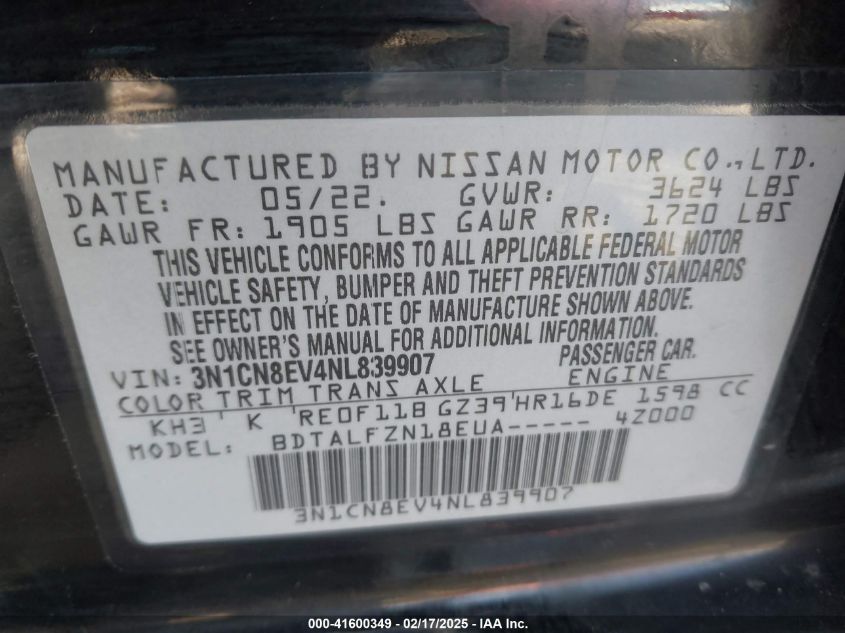 MANUFACTURED BY NISSAN MOTOR CO., LTD.
DATE: 05/22. GVWR: 3624 LBS
GAWR FR: 1905 LBS GAWR RR: 1720 LBS
THIS VEHICLE CONFORMS TO ALL APPLICABLE FEDERAL MOTOR
VEHICLE SAFETY, BUMPER AND THEFT PREVENTION STANDARDS
IN EFFECT ON THE DATE OF MANUFACTURE SHOWN ABOVE.
SEE OWNER'S MANUAL FOR ADDITIONAL INFORMATION.
VIN: 3N1CN8EV4NL839907 PASSENGER CAR.
COLOR TRIM TRANS AXLE ENGINE
KH3 K RE0F11B GZ39 HR16DE 1598 CC
MODEL: BDTALFZN18EUA----- 4Z000
3N1CN8EV4NL839907
000-41600349 — 02/17/2025 - IAA Inc.